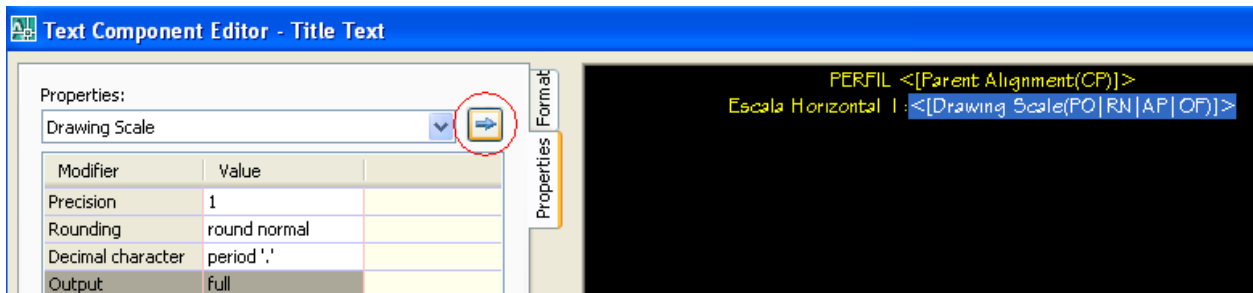 Text Component Editor - Title Text
Properties:
Drawing Scale
Modifier Value
Precision 1
Rounding round normal
Decimal character period '.'
Output full
Format
Properties
PERFIL <[Parent Alignment(CP)]>
Escala Horizontal 1:<[Drawing Scale(P0|RN|AP|OF)]>